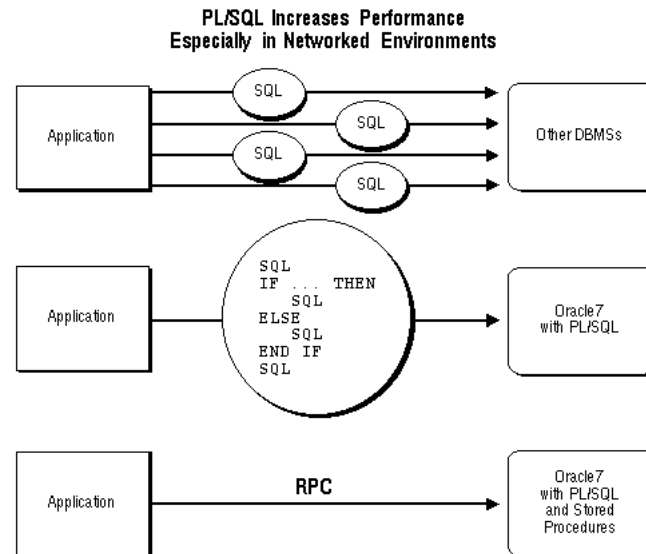 PL/SQL Increases Performance
Especially in Networked Environments
Application
SQL
SQL
SQL
SQL
Other DBMSs
Application
SQL
IF ... THEN
SQL
ELSE
SQL
END IF
SQL
Oracle7
with PL/SQL
Application
RPC
Oracle7
with PL/SQL
and Stored
Procedures